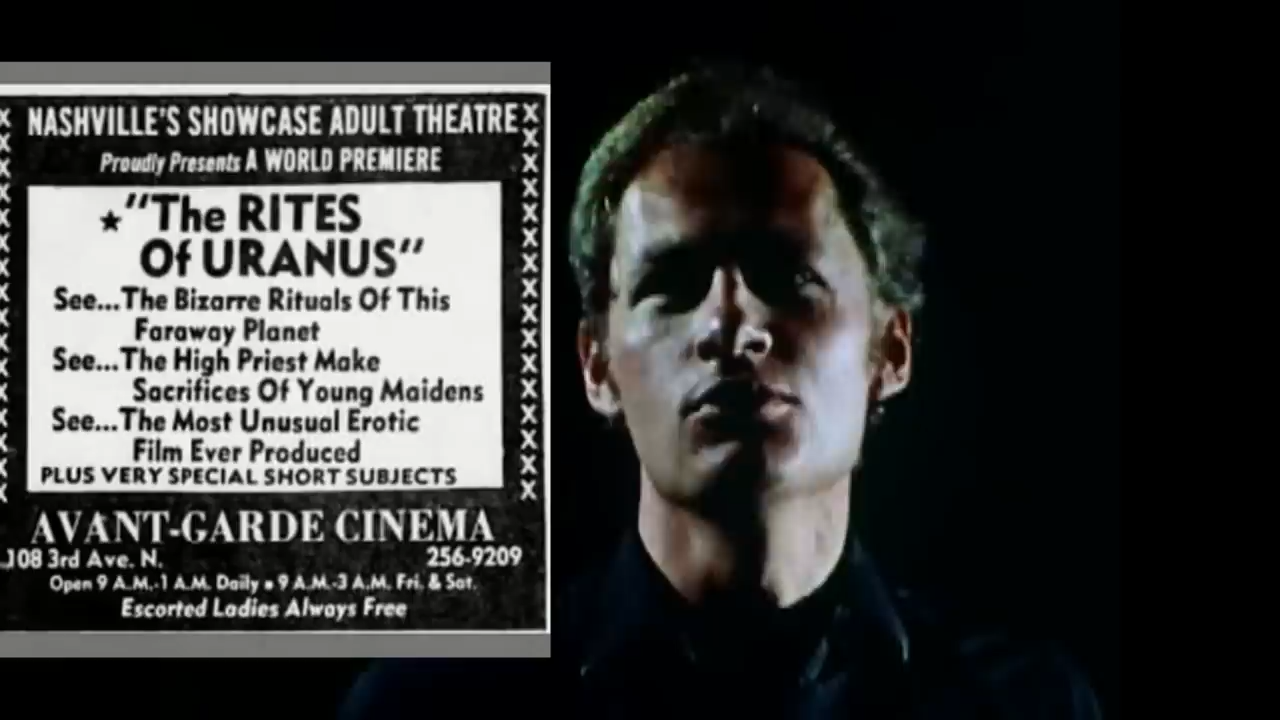 NASHVILLE'S SHOWCASE ADULT THEATRE
Proudly Presents A WORLD PREMIERE
★"The RITES
Of URANUS"
See...The Bizarre Rituals Of This
Faraway Planet
See...The High Priest Make
Sacrifices Of Young Maidens
See...The Most Unusual Erotic
Film Ever Produced
PLUS VERY SPECIAL SHORT SUBJECTS
AVANT-GARDE CINEMA
108 3rd Ave. N. 256-9209
Open 9 A.M.-1 A.M. Daily • 9 A.M.-3 A.M. Fri. & Sat.
Escorted Ladies Always Free